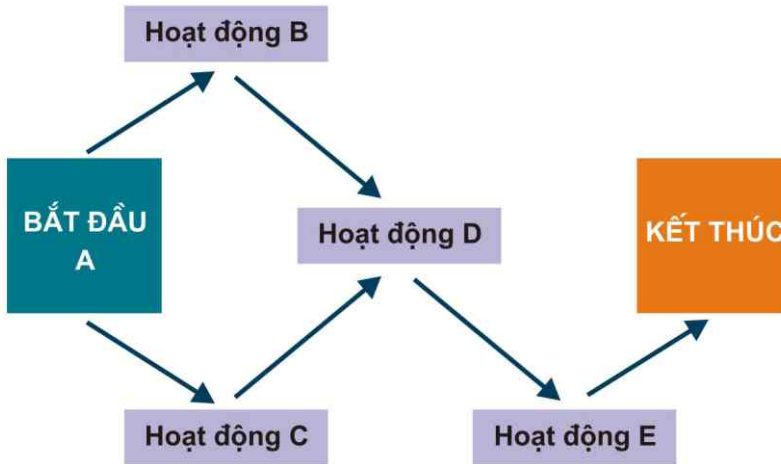 Hoạt động B
BẮT ĐẦU
A
Hoạt động D
KẾT THÚC
Hoạt động C
Hoạt động E